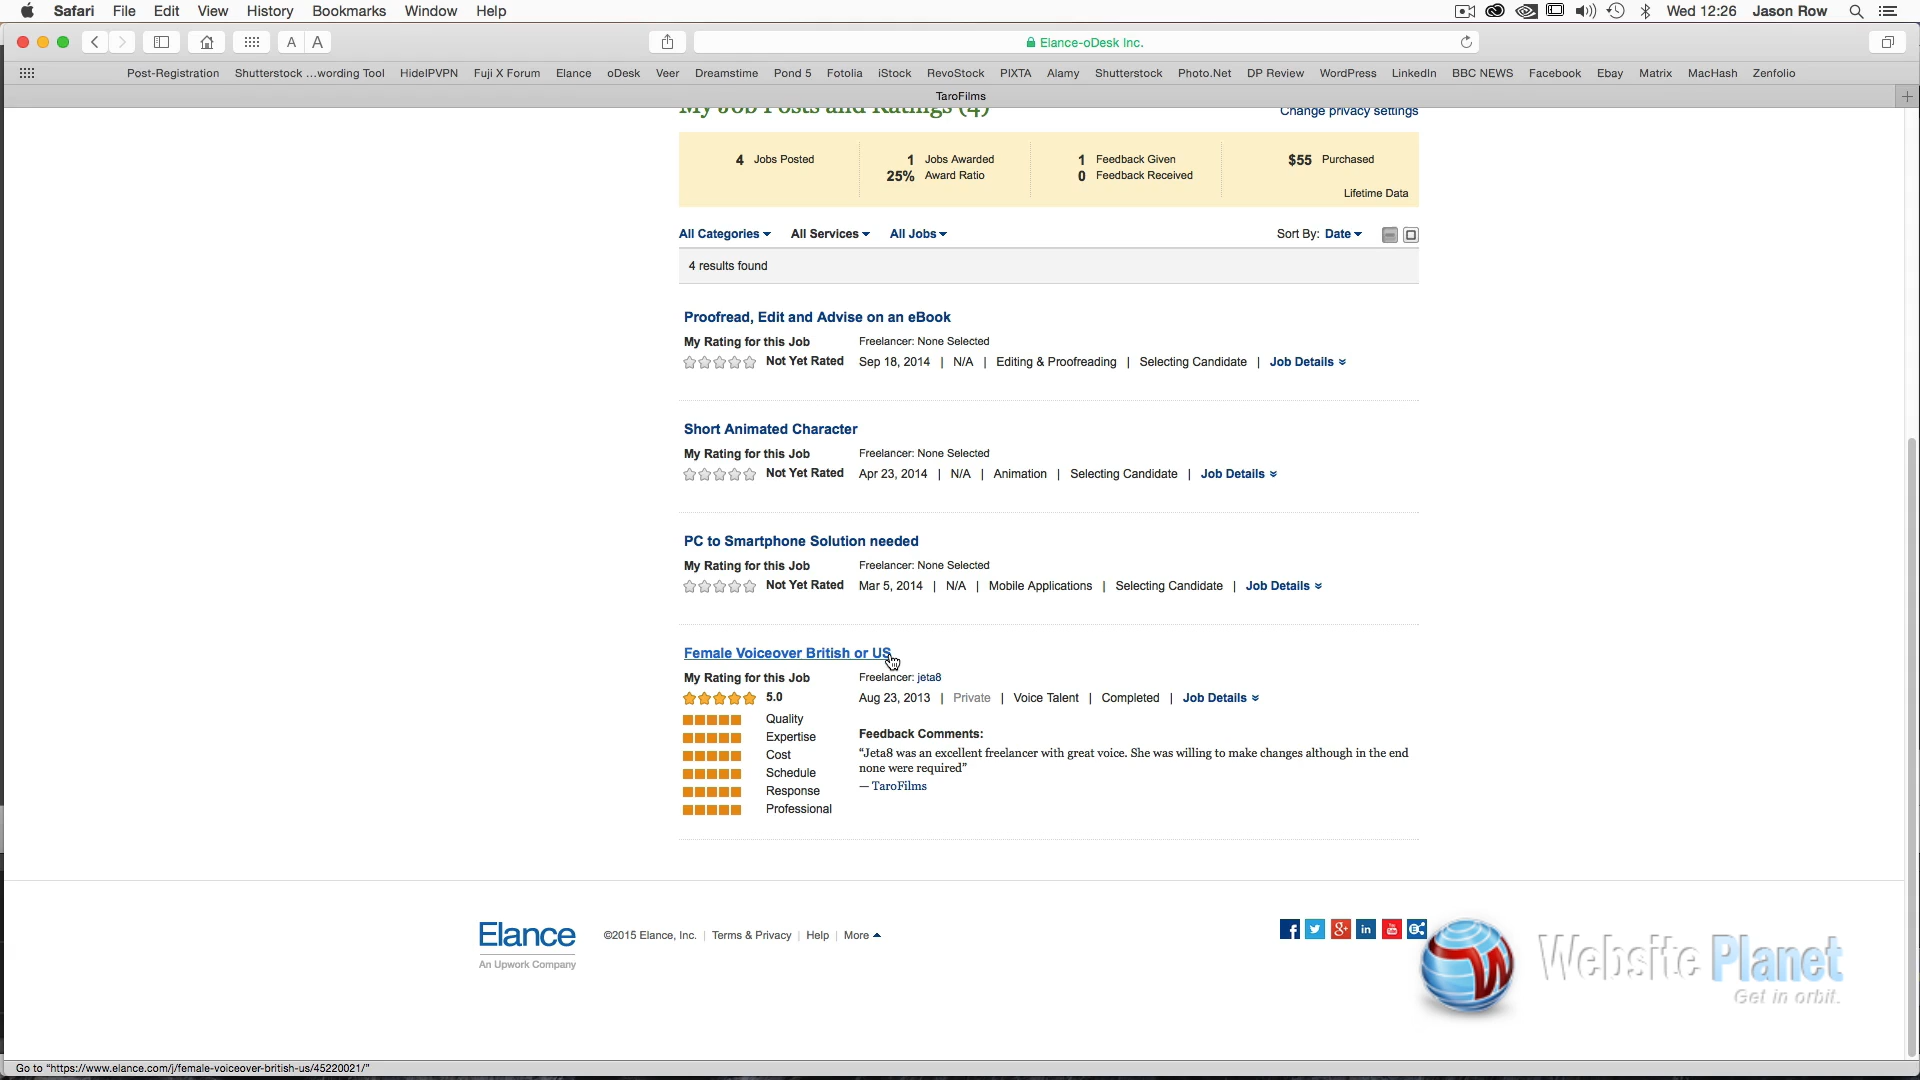 Safari File Edit View History Bookmarks Window Help Wed 12:26 Jason Row
A A Elance-oDesk Inc.
Post-Registration Shutterstock ...wording Tool HideIPVPN Fuji X Forum Elance oDesk Veer Dreamstime Pond 5 Fotolia iStock RevoStock PIXTA Alamy Shutterstock Photo.Net DP Review WordPress LinkedIn BBC NEWS Facebook Ebay Matrix MacHash Zenfolio
TaroFilms
My Job Posts and Ratings (4) Change privacy settings
4 Jobs Posted 1 Jobs Awarded 1 Feedback Given $55 Purchased
25% Award Ratio 0 Feedback Received
Lifetime Data
All Categories All Services All Jobs Sort By: Date
4 results found
Proofread, Edit and Advise on an eBook
My Rating for this Job Freelancer: None Selected
Not Yet Rated Sep 18, 2014 | N/A | Editing & Proofreading | Selecting Candidate | Job Details
Short Animated Character
My Rating for this Job Freelancer: None Selected
Not Yet Rated Apr 23, 2014 | N/A | Animation | Selecting Candidate | Job Details
PC to Smartphone Solution needed
My Rating for this Job Freelancer: None Selected
Not Yet Rated Mar 5, 2014 | N/A | Mobile Applications | Selecting Candidate | Job Details
Female Voiceover British or US
My Rating for this Job Freelancer: jeta8
5.0 Aug 23, 2013 | Private | Voice Talent | Completed | Job Details
Quality
Expertise Feedback Comments:
Cost "Jeta8 was an excellent freelancer with great voice. She was willing to make changes although in the end
Schedule none were required"
Response — TaroFilms
Professional
Elance ©2015 Elance, Inc. | Terms & Privacy | Help | More
An Upwork Company
Website Planet
Get in orbit.
Go to "https://www.elance.com/j/female-voiceover-british-us/45220021/"